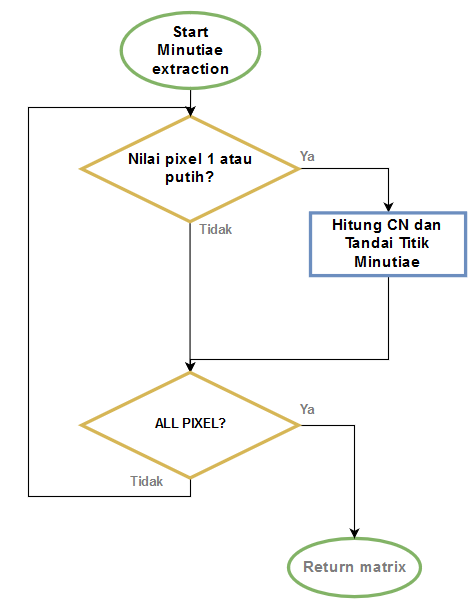 Start
Minutiae
extraction
Nilai pixel 1 atau
putih?
Ya
Tidak
Hitung CN dan
Tandai Titik
Minutiae
ALL PIXEL?
Ya
Tidak
Return matrix